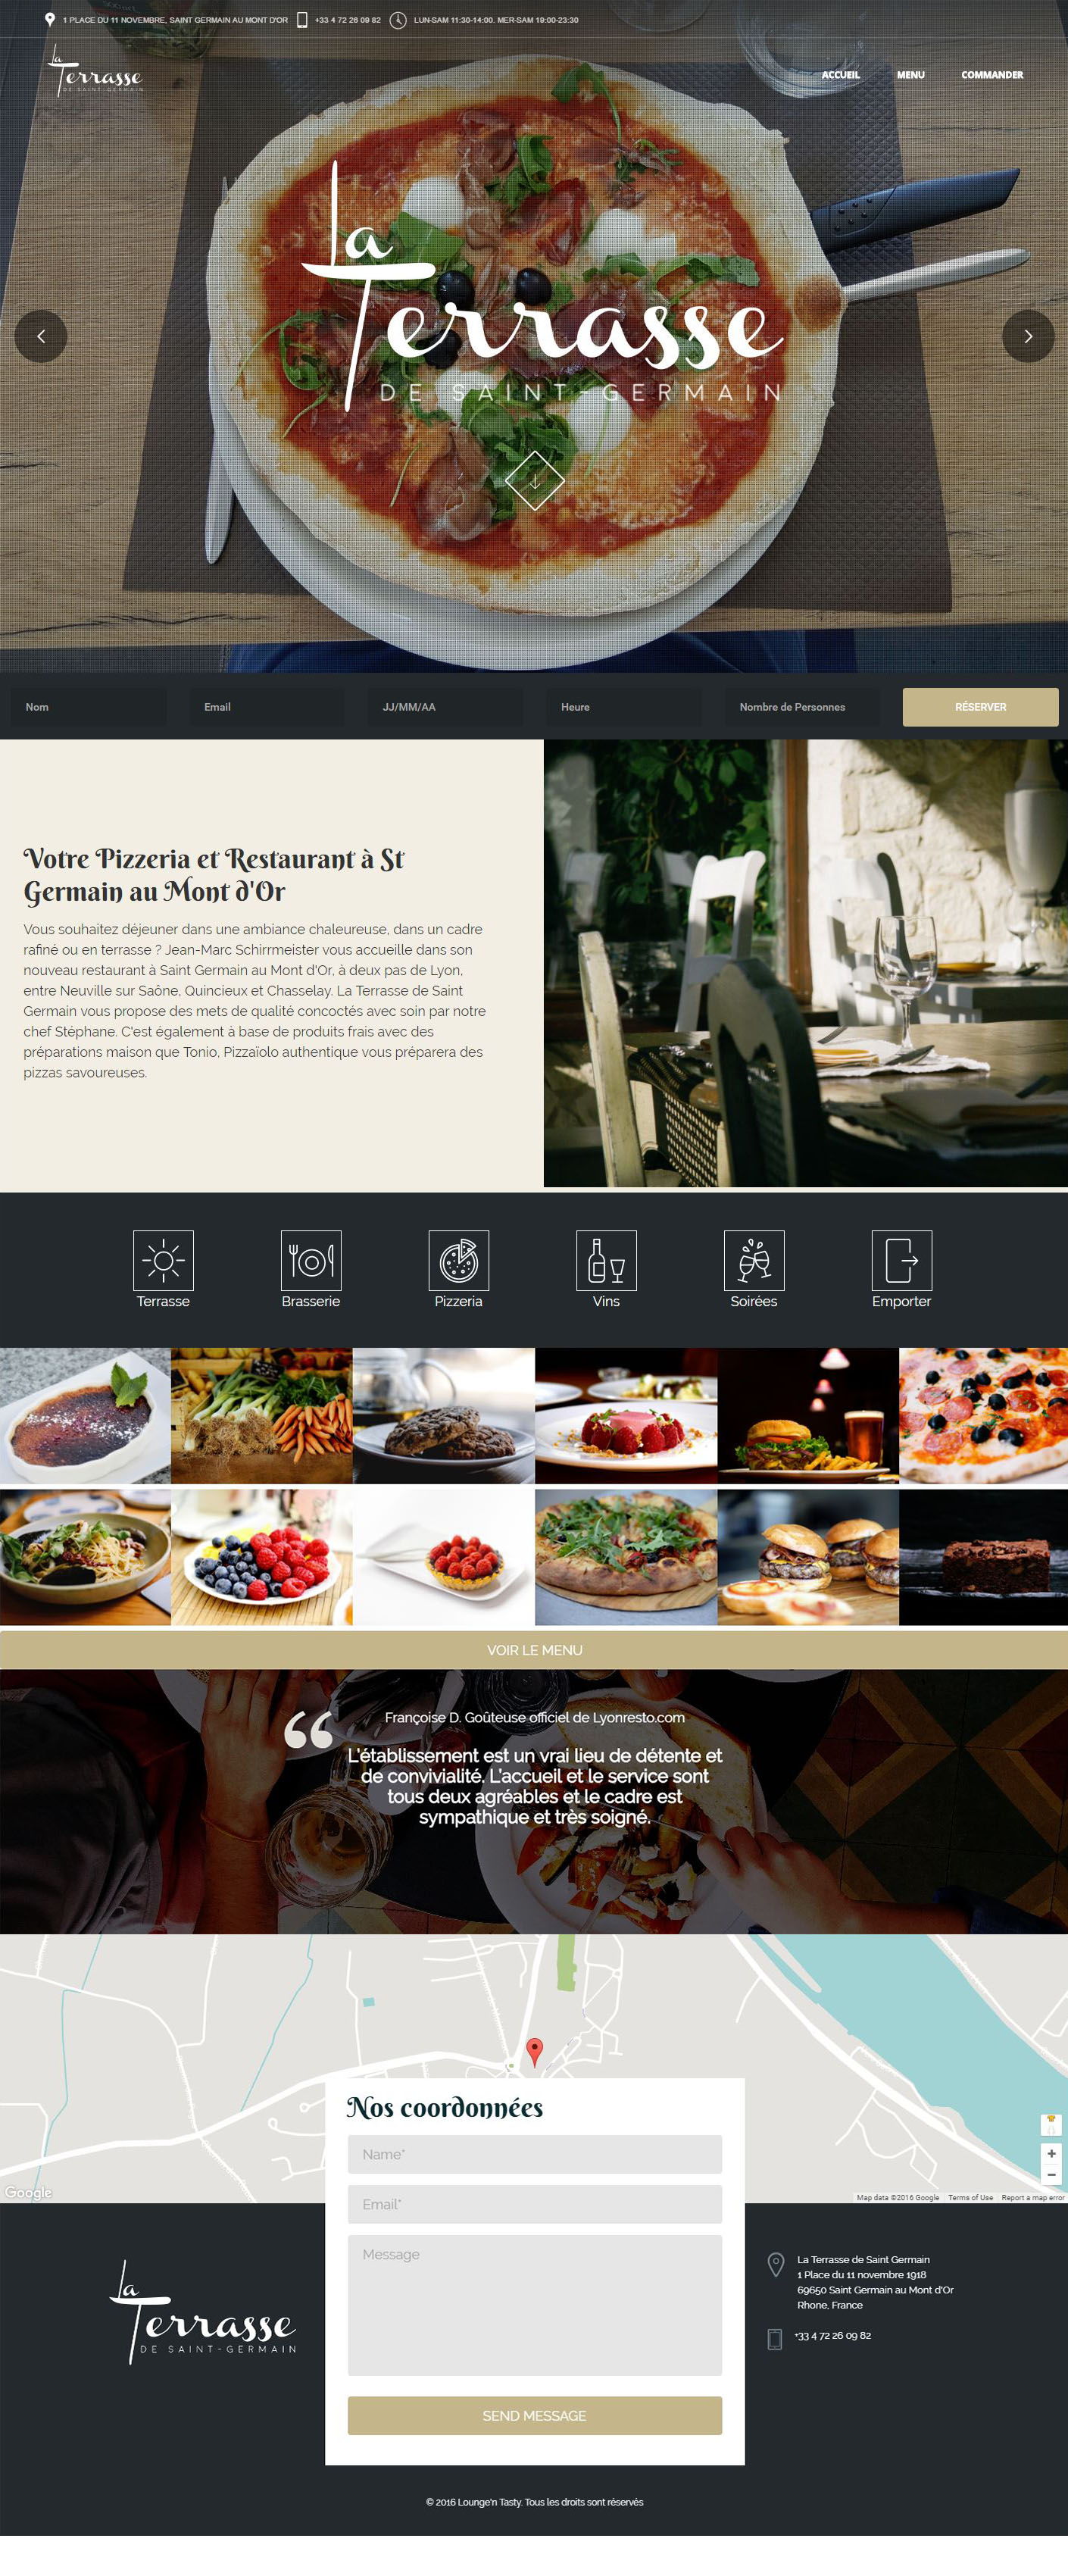 1 PLACE DU 11 NOVEMBRE, SAINT GERMAIN AU MONT D'OR +33 4 72 26 09 82 LUN-SAM 11:30-14:00. MER-SAM 19:00-23:30
La
Terrasse
DE SAINT-GERMAIN
ACCUEIL MENU COMMANDER
La
Terrasse
DE SAINT-GERMAIN
Nom Email JJ/MM/AA Heure Nombre de Personnes RÉSERVER
Votre Pizzeria et Restaurant à St
Germain au Mont d'Or
Vous souhaitez déjeuner dans une ambiance chaleureuse, dans un cadre
rafiné ou en terrasse ? Jean-Marc Schirrmeister vous accueille dans son
nouveau restaurant à Saint Germain au Mont d'Or, à deux pas de Lyon,
entre Neuville sur Saône, Quincieux et Chasselay. La Terrasse de Saint
Germain vous propose des mets de qualité concoctés avec soin par notre
chef Stéphane. C'est également à base de produits frais avec des
préparations maison que Tonio, Pizzaïolo authentique vous préparera des
pizzas savoureuses.
Terrasse Brasserie Pizzeria Vins Soirées Emporter
VOIR LE MENU
Françoise D. Goûteuse officiel de Lyonresto.com
L'établissement est un vrai lieu de détente et
de convivialité. L'accueil et le service sont
tous deux agréables et le cadre est
sympathique et très soigné.
Nos coordonnées
Name*
Email*
Message
SEND MESSAGE
Google
Map data ©2016 Google Terms of Use Report a map error
La
Terrasse
DE SAINT-GERMAIN
La Terrasse de Saint Germain
1 Place du 11 novembre 1918
69650 Saint Germain au Mont d'Or
Rhone, France
+33 4 72 26 09 82
© 2016 Lounge'n Tasty. Tous les droits sont réservés